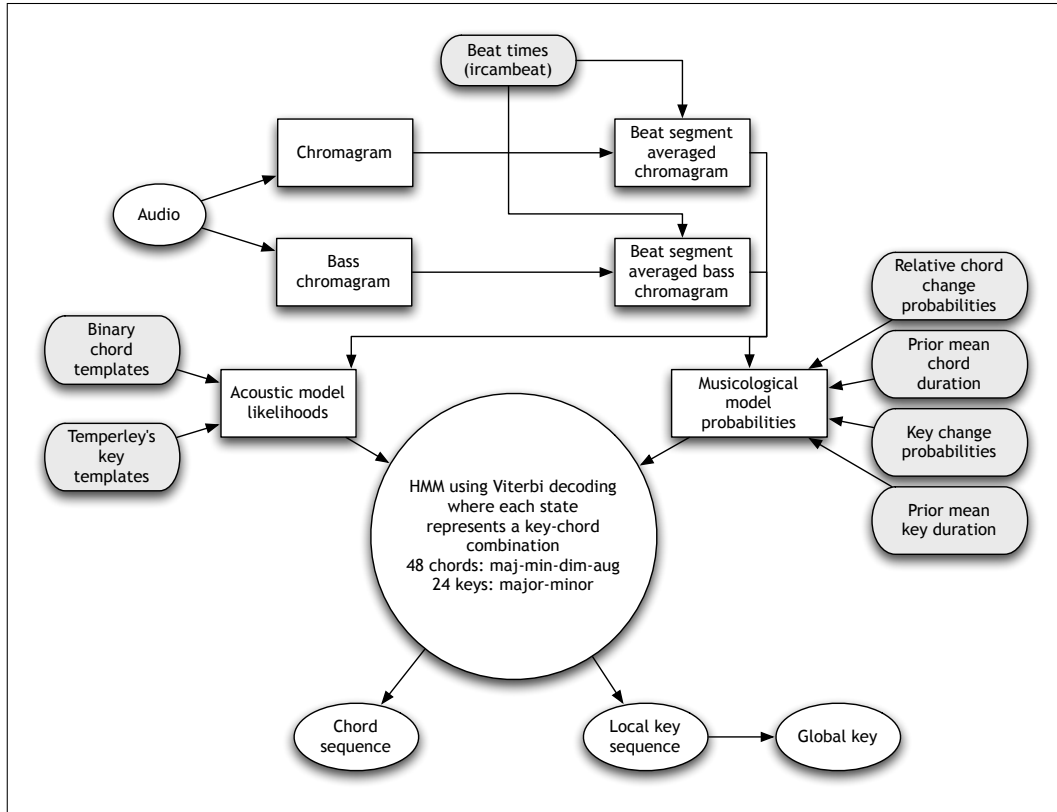 Beat times
(ircambeat)
Chromagram
Beat segment
averaged
chromagram
Audio
Bass
chromagram
Beat segment
averaged bass
chromagram
Relative chord
change
probabilities
Binary
chord
templates
Prior mean
chord
duration
Acoustic model
likelihoods
Musicological
model
probabilities
Temperley's
key
templates
Key change
probabilities
Prior mean
key duration
HMM using Viterbi decoding
where each state
represents a key-chord
combination
48 chords: maj-min-dim-aug
24 keys: major-minor
Chord
sequence
Local key
sequence
Global key